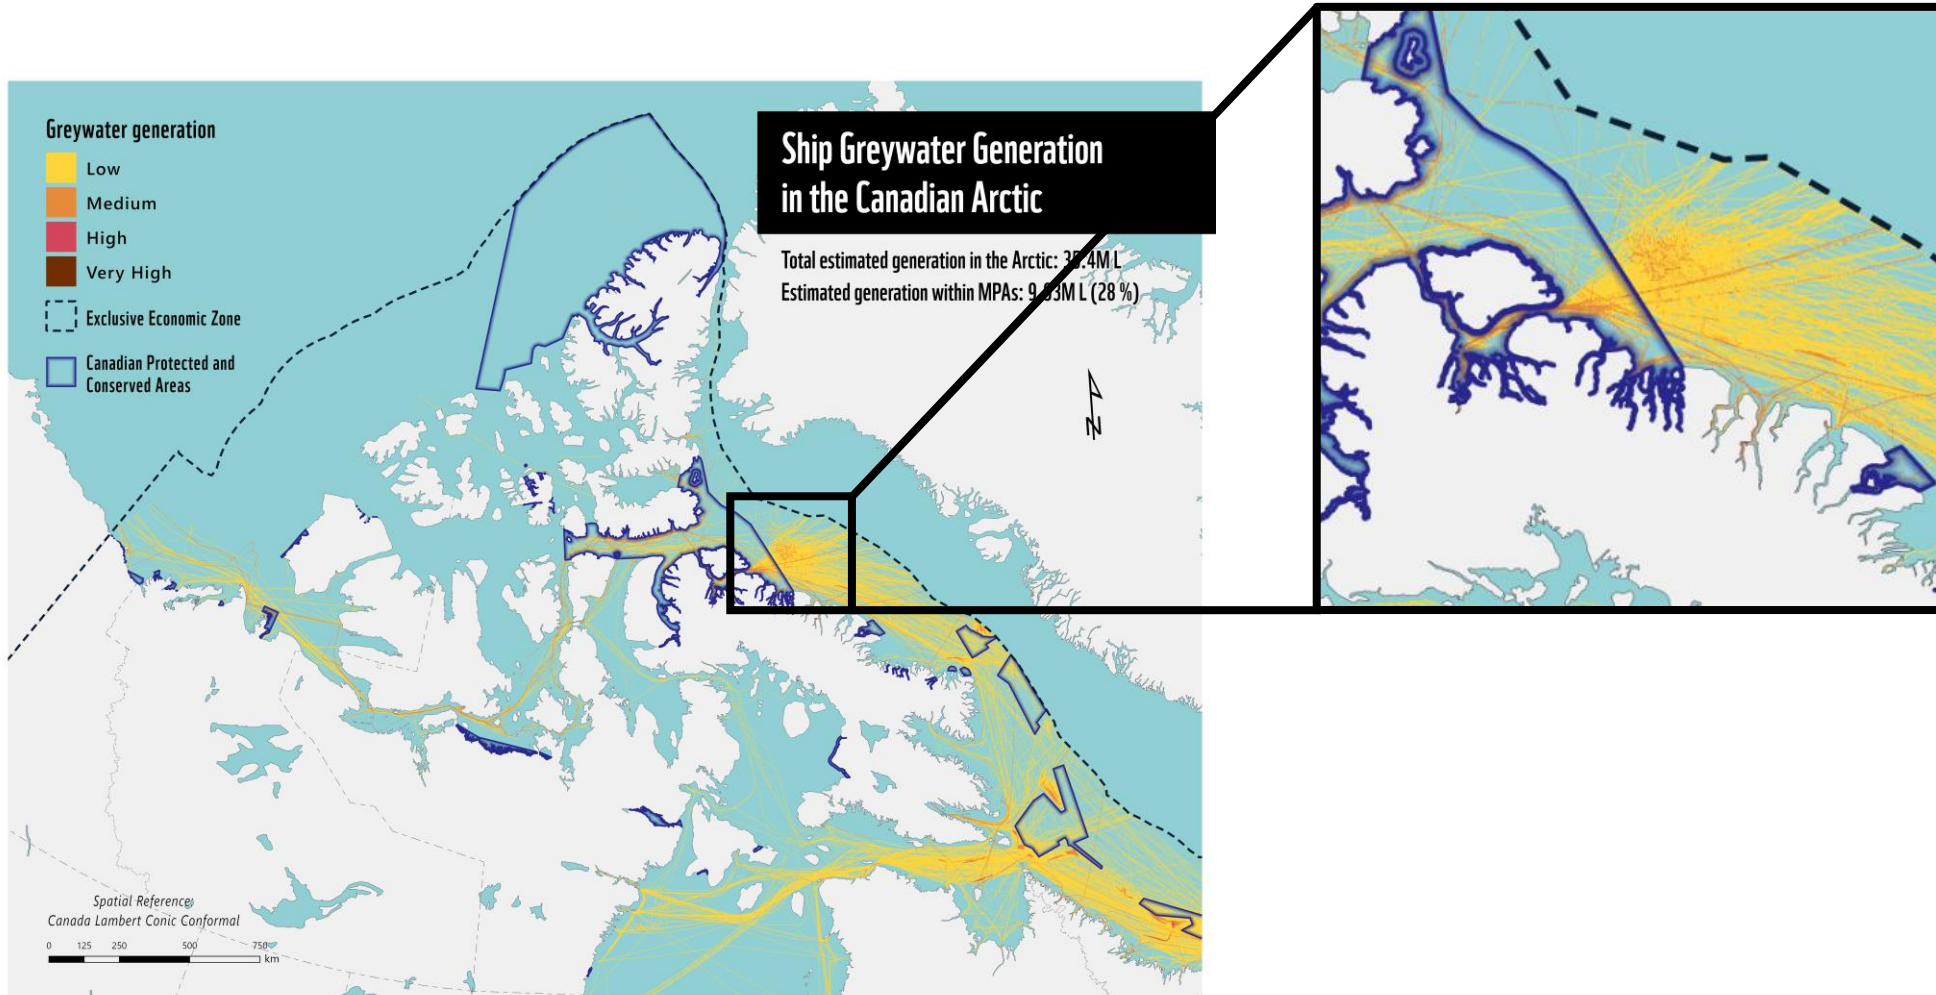 Greywater generation
Low
Medium
High
Very High
Exclusive Economic Zone
Canadian Protected and
Conserved Areas
Ship Greywater Generation
in the Canadian Arctic
Total estimated generation in the Arctic: L
Estimated generation within MPAs: L (28 %)
N
Spatial Reference:
Canada Lambert Conic Conformal
0 125 250 500 750
km